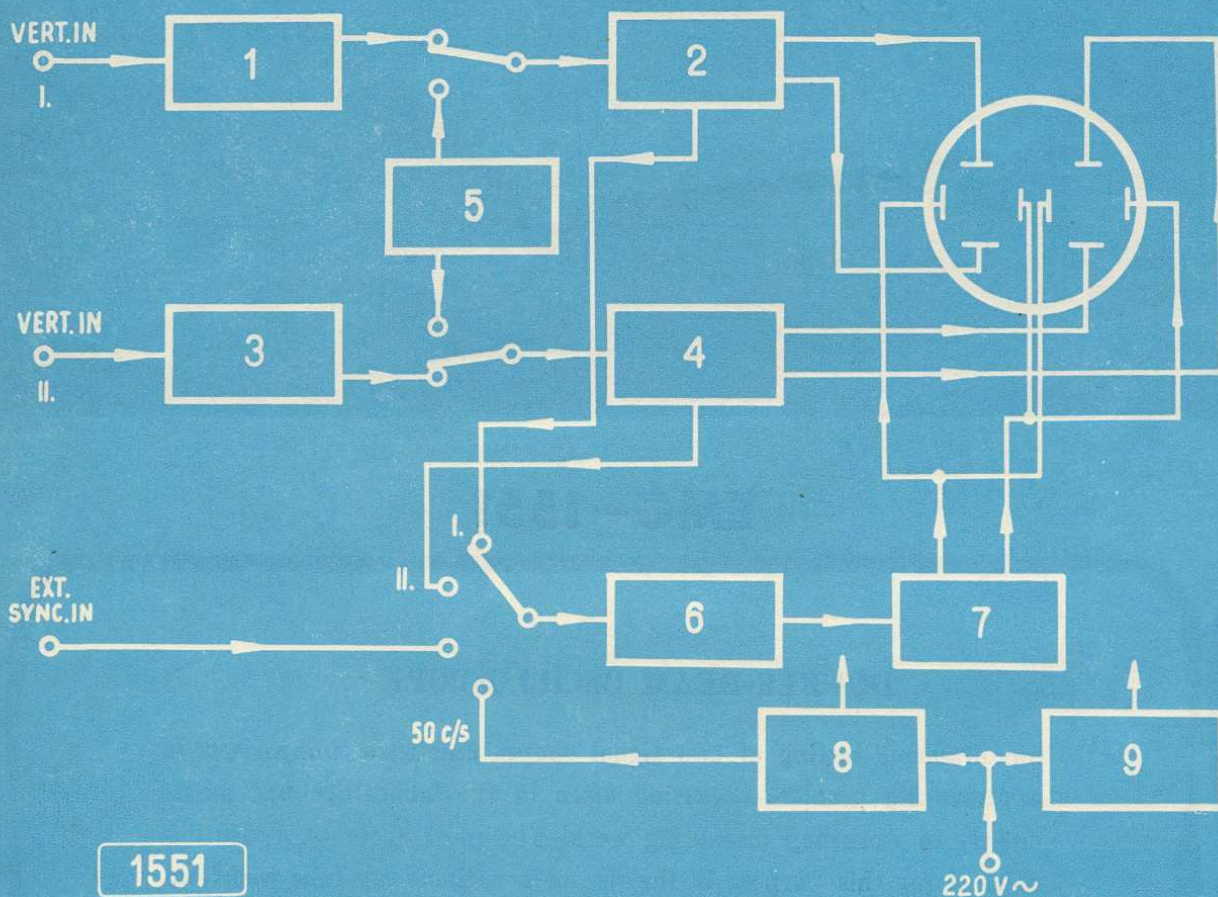 VERT.IN
I.
1
2
5
VERT. IN
II.
3
4
I.
II.
EXT.
SYNC.IN
6
7
50 c/s
8
9
1551
220 V~